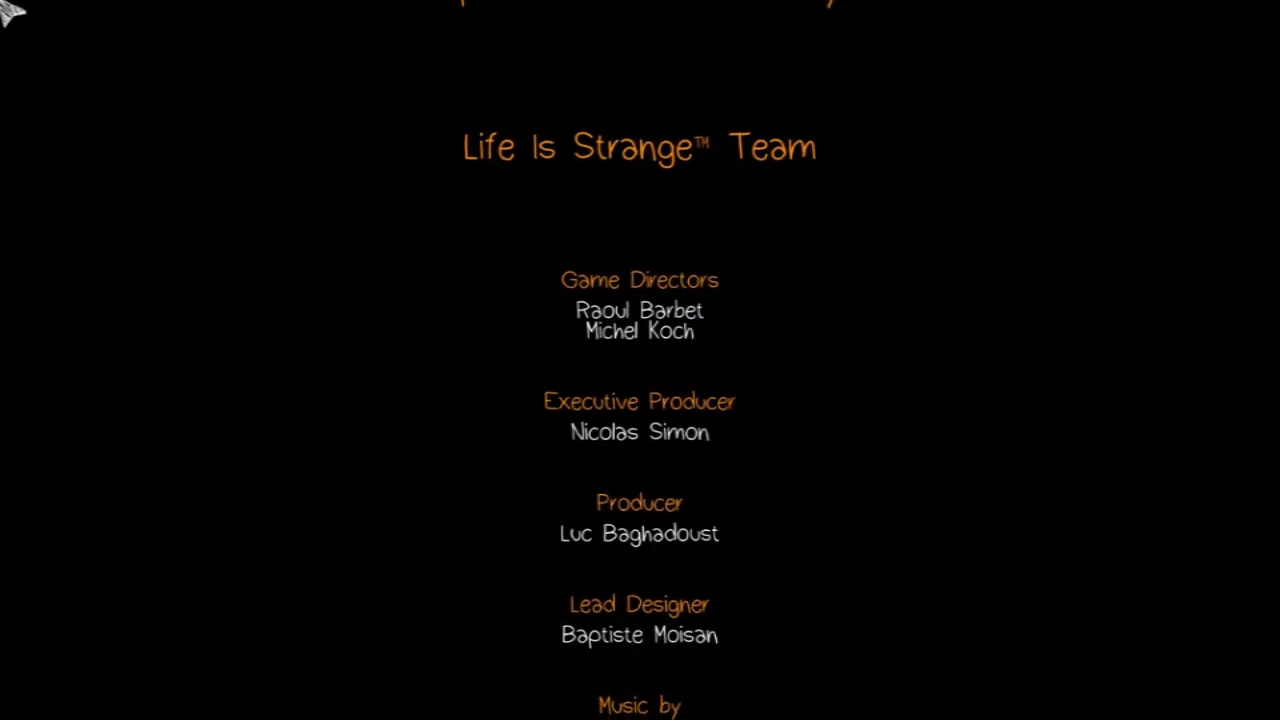 Life Is Strange™ Team
Game Directors
Raoul Barbet
Michel Koch
Executive Producer
Nicolas Simon
Producer
Luc Baghadoust
Lead Designer
Baptiste Moisan
Music by